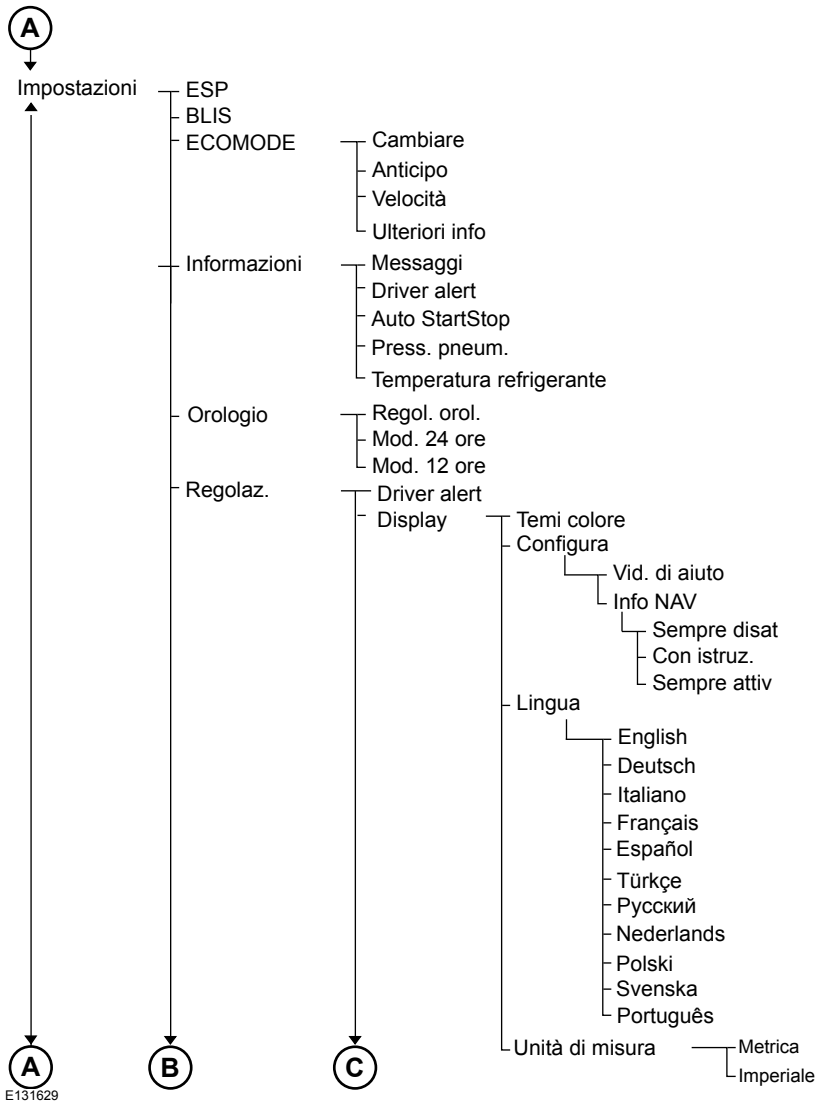 A
Impostazioni
ESP
BLIS
ECOMODE
Cambiare
Anticipo
Velocità
Ulteriori info
Informazioni
Messaggi
Driver alert
Auto StartStop
Press. pneum.
Temperatura refrigerante
Orologio
Regol. orol.
Mod. 24 ore
Mod. 12 ore
Regolaz.
Driver alert
Display
Temi colore
Configura
Vid. di aiuto
Info NAV
Sempre disat
Con istruz.
Sempre attiv
Lingua
English
Deutsch
Italiano
Français
Español
Türkçe
Русский
Nederlands
Polski
Svenska
Português
Unità di misura
Metrica
Imperiale
A
B
C
E131629